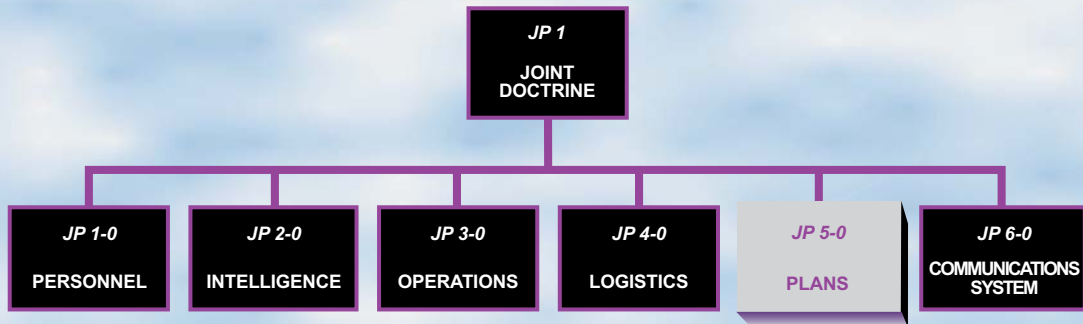 JP 1
JOINT
DOCTRINE
JP 1-0
PERSONNEL
JP 2-0
INTELLIGENCE
JP 3-0
OPERATIONS
JP 4-0
LOGISTICS
JP 5-0
PLANS
JP 6-0
COMMUNICATIONS
SYSTEM